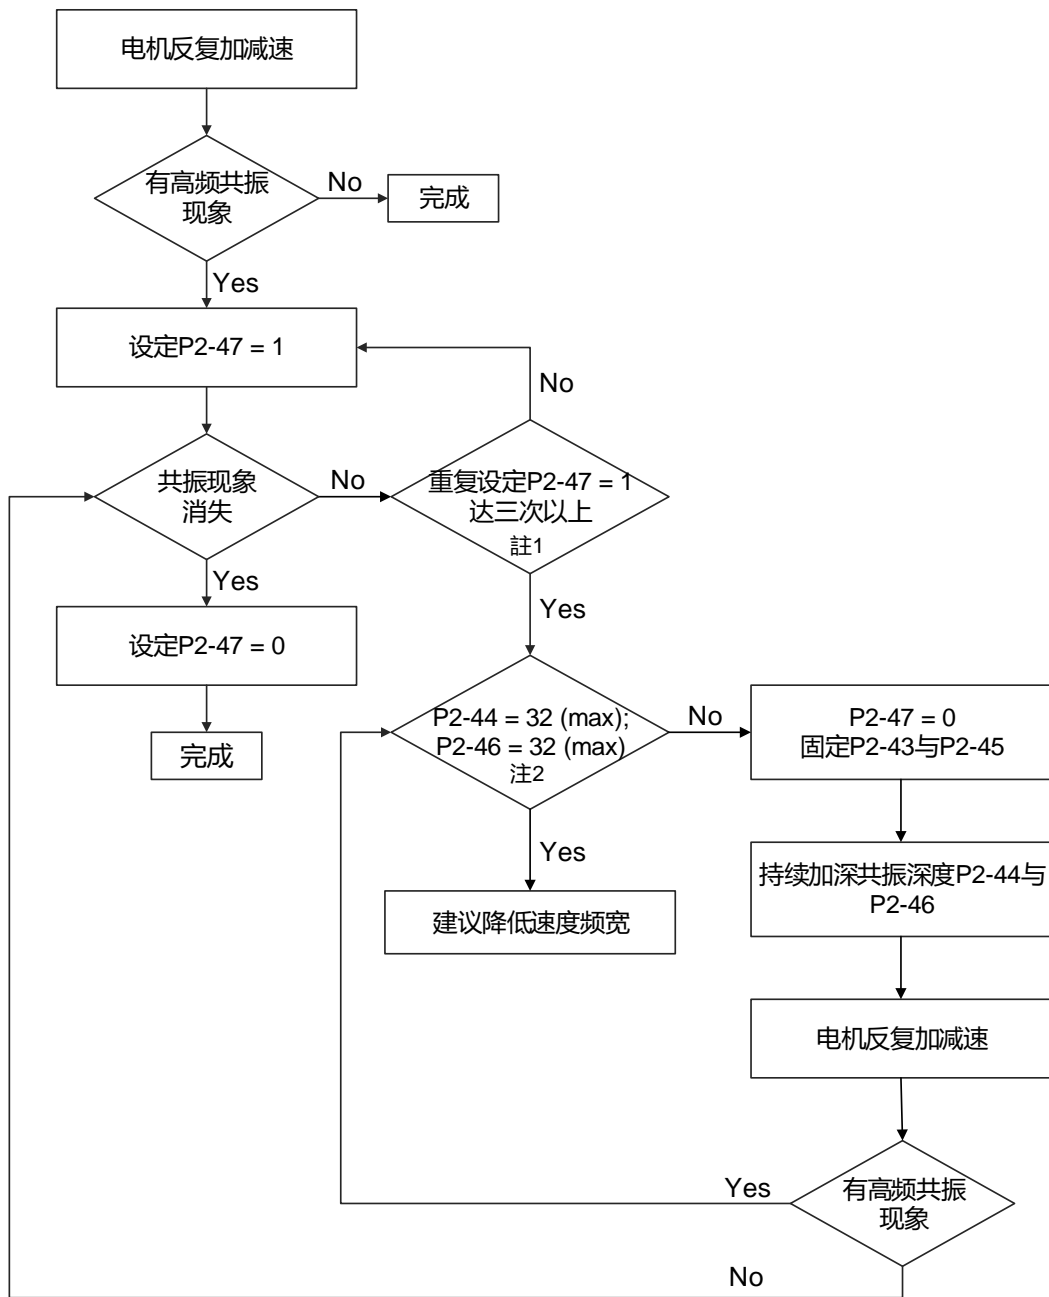 电机反复加减速
有高频共振
现象
No
完成
Yes
设定P2-47 = 1
No
共振现象
消失
No
重复设定P2-47 = 1
达三次以上
註1
Yes
Yes
设定P2-47 = 0
完成
P2-44 = 32 (max);
P2-46 = 32 (max)
注2
No
P2-47 = 0
固定P2-43与P2-45
Yes
建议降低速度频宽
持续加深共振深度P2-44与
P2-46
电机反复加减速
Yes
有高频共振
现象
No